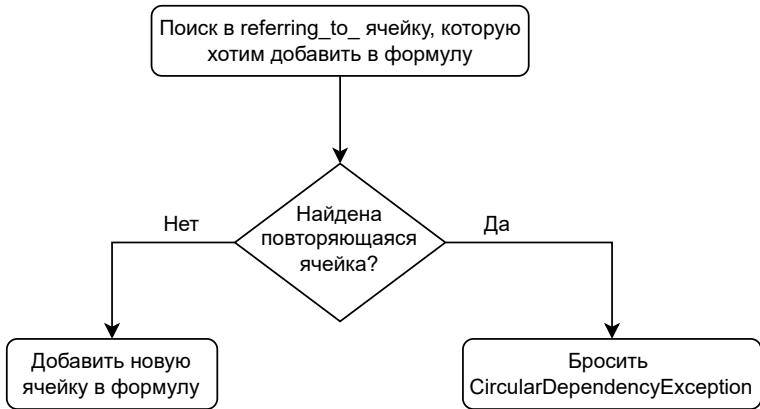 Поиск в referring_to_ ячейку, которую
хотим добавить в формулу
Найдена
повторяющаяся
ячейка?
Нет
Да
Добавить новую
ячейку в формулу
Бросить
CircularDependencyException